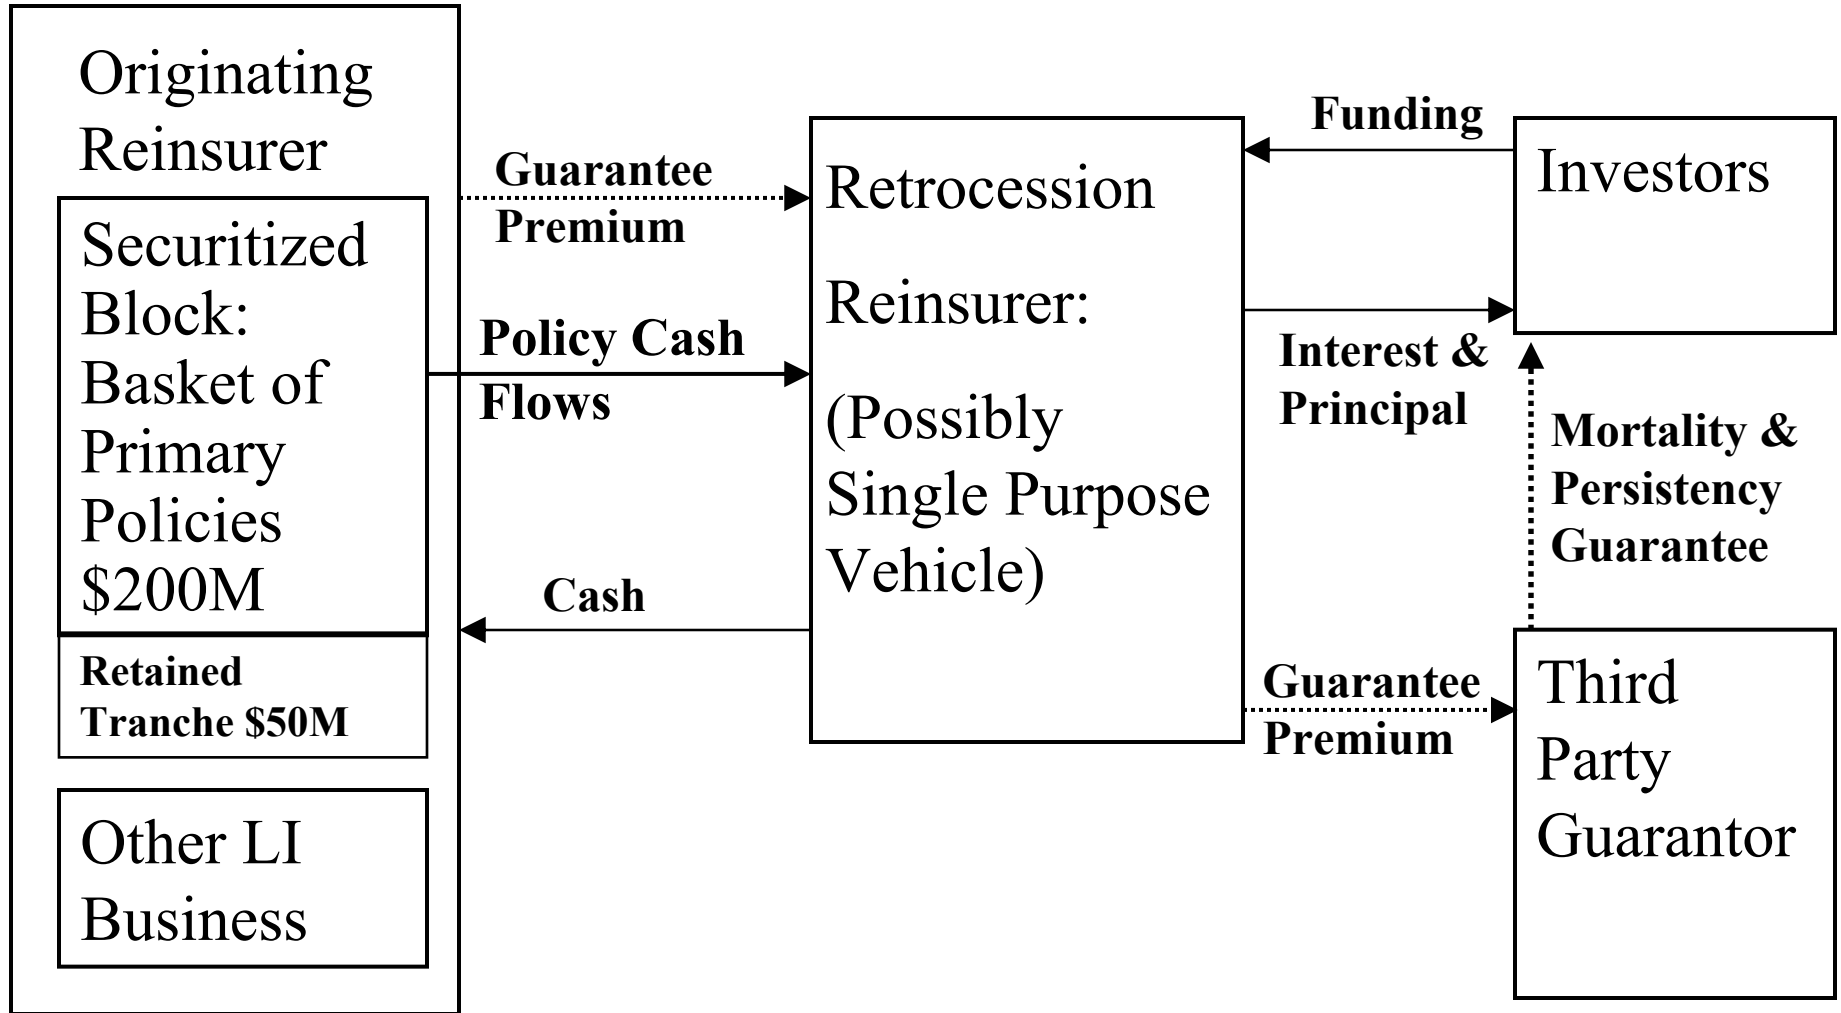 Originating
Reinsurer
Securitized
Block:
Basket of
Primary
Policies
$200M
Retained
Tranche $50M
Other LI
Business
Guarantee
Premium
Policy Cash
Flows
Cash
Retrocession
Reinsurer:
(Possibly
Single Purpose
Vehicle)
Funding
Interest &
Principal
Guarantee
Premium
Investors
Mortality &
Persistency
Guarantee
Third
Party
Guarantor